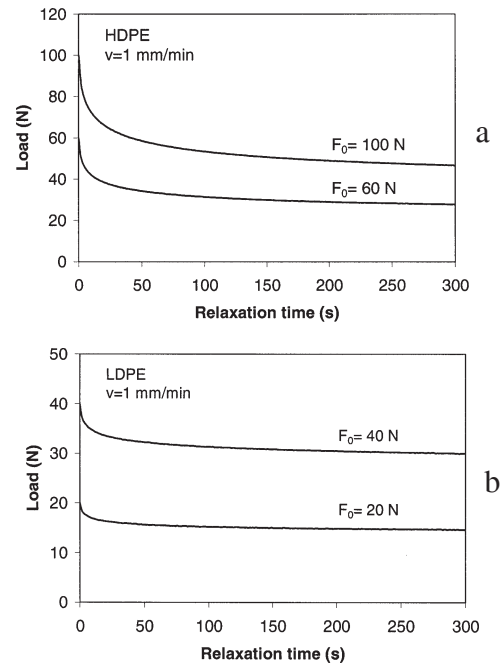 120
HDPE
v=1 mm/min
100
80
60
40
20
0
Load (N)
F0= 100 N
F0= 60 N
a
0 50 100 150 200 250 300
Relaxation time (s)
50
LDPE
v=1 mm/min
40
30
20
10
0
Load (N)
F0= 40 N
F0= 20 N
b
0 50 100 150 200 250 300
Relaxation time (s)